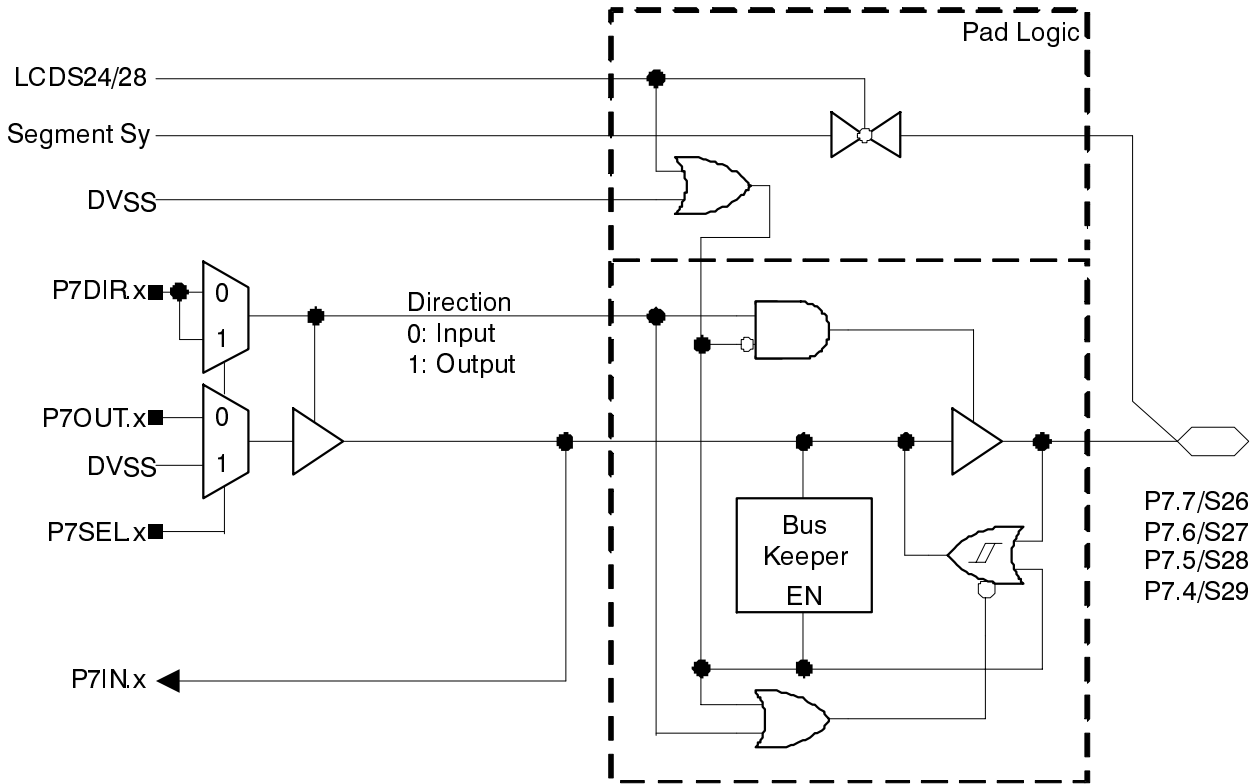 Pad Logic
LCDS24/28
Segment Sy
DVSS
P7DIR.x
0
1
Direction
0: Input
1: Output
P7OUT.x
0
DVSS
1
P7SEL.x
Bus
Keeper
EN
P7.7/S26
P7.6/S27
P7.5/S28
P7.4/S29
P7IN.x